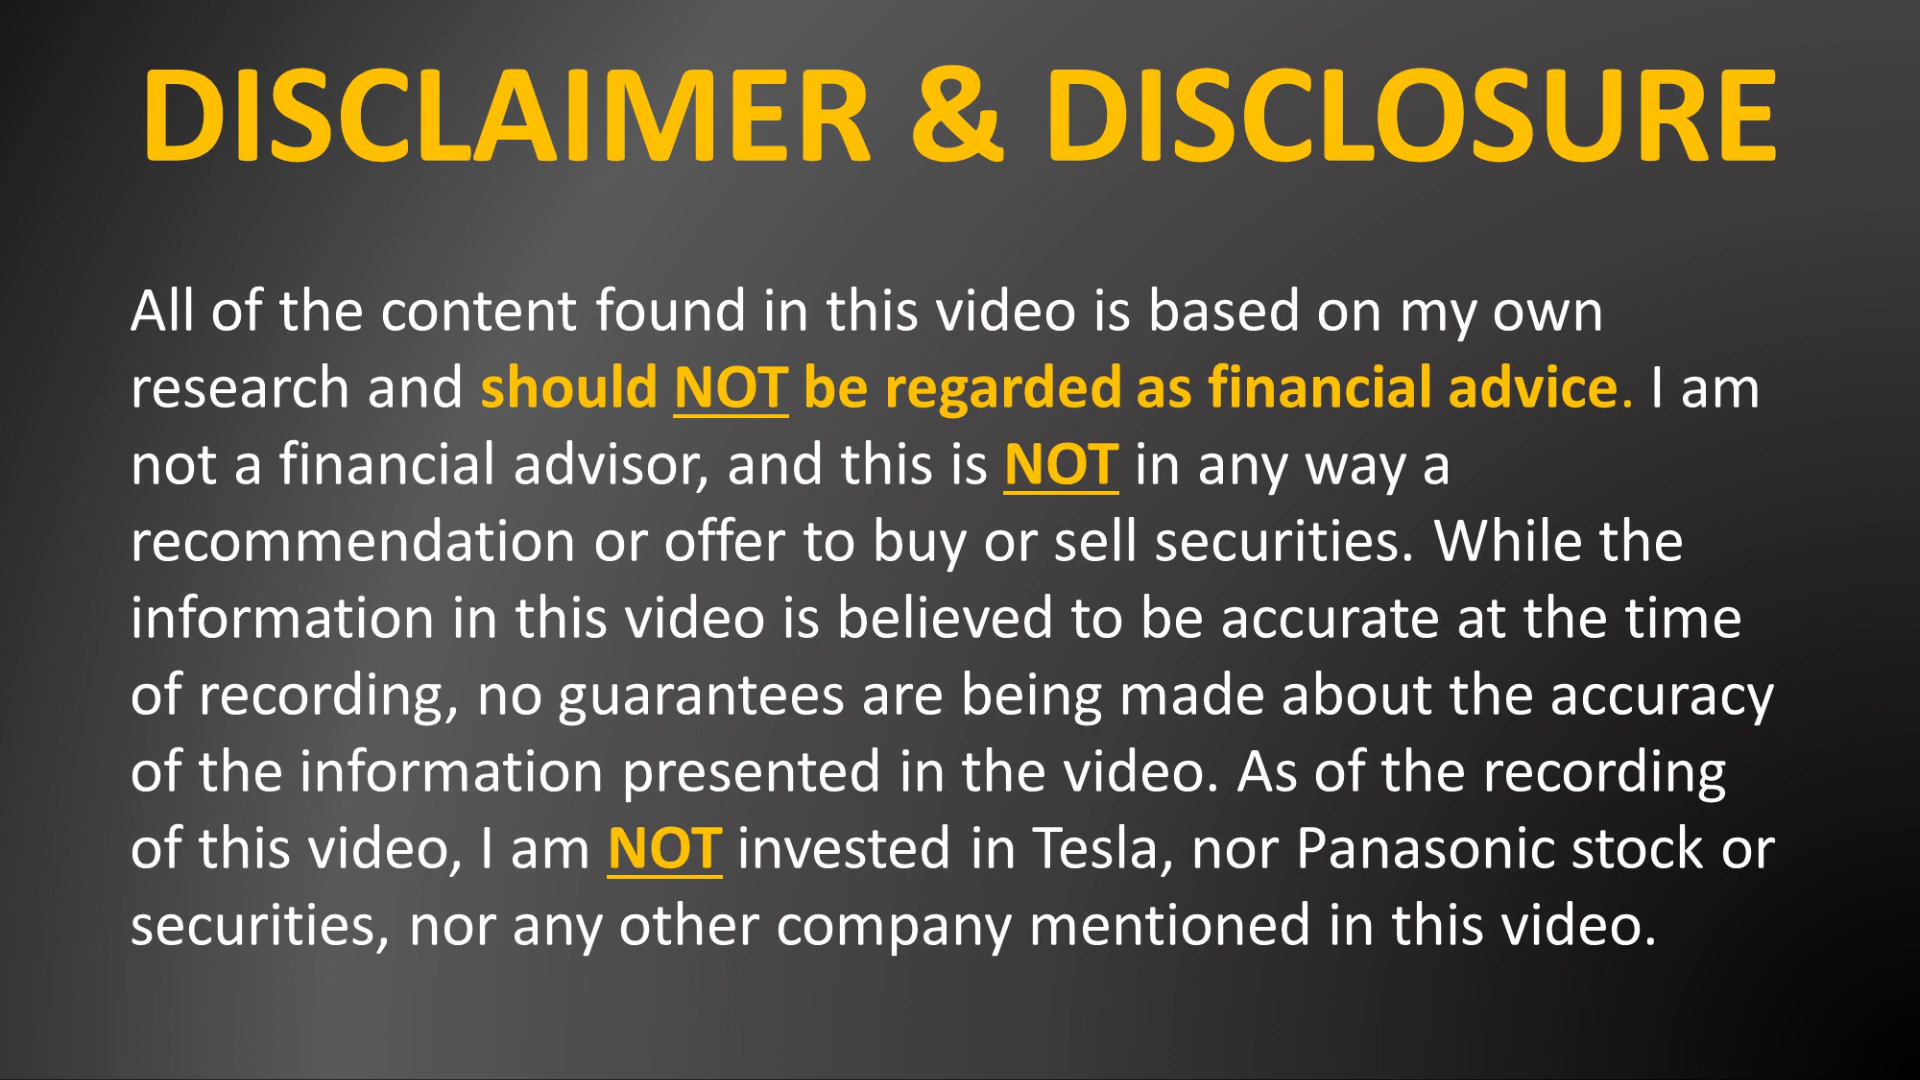 DISCLAIMER & DISCLOSURE
All of the content found in this video is based on my own
research and should NOT be regarded as financial advice. I am
not a financial advisor, and this is NOT in any way a
recommendation or offer to buy or sell securities. While the
information in this video is believed to be accurate at the time
of recording, no guarantees are being made about the accuracy
of the information presented in the video. As of the recording
of this video, I am NOT invested in Tesla, nor Panasonic stock or
securities, nor any other company mentioned in this video.